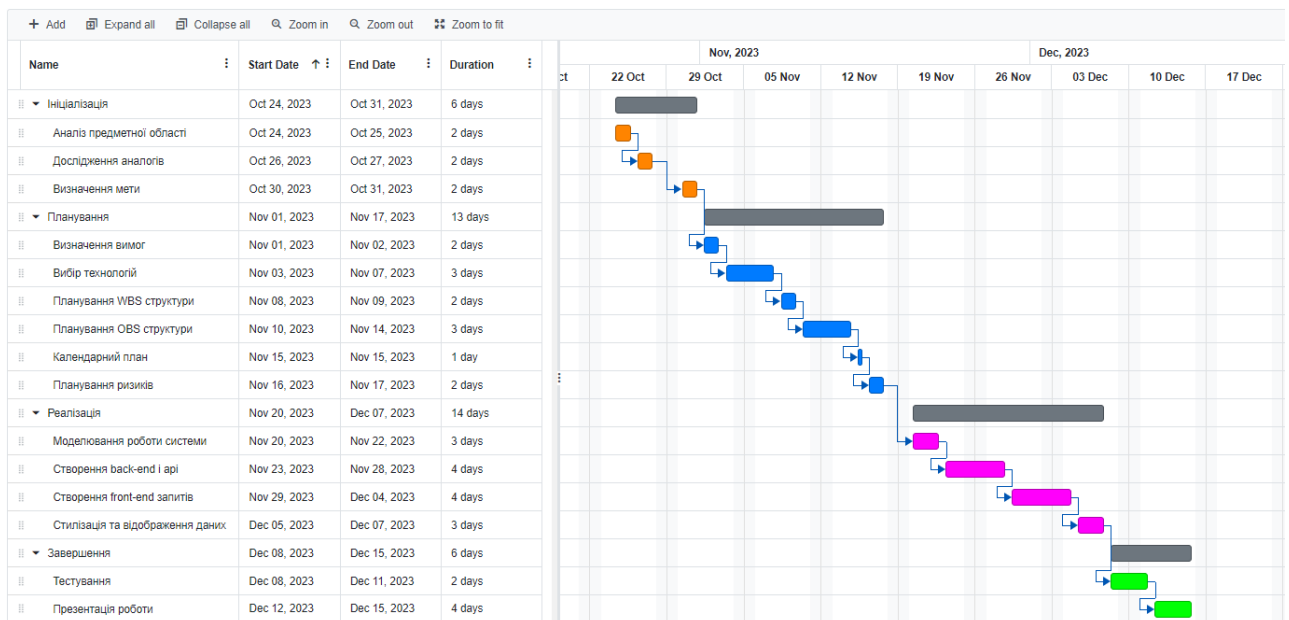 Add Expand all Collapse all Zoom in Zoom out Zoom to fit
Nov, 2023 Dec, 2023
Name Start Date End Date Duration
ct 22 Oct 29 Oct 05 Nov 12 Nov 19 Nov 26 Nov 03 Dec 10 Dec 17 Dec
Ініціалізація Oct 24, 2023 Oct 31, 2023 6 days
Аналіз предметної області Oct 24, 2023 Oct 25, 2023 2 days
Дослідження аналогів Oct 26, 2023 Oct 27, 2023 2 days
Визначення мети Oct 30, 2023 Oct 31, 2023 2 days
Планування Nov 01, 2023 Nov 17, 2023 13 days
Визначення вимог Nov 01, 2023 Nov 02, 2023 2 days
Вибір технологій Nov 03, 2023 Nov 07, 2023 3 days
Планування WBS структури Nov 08, 2023 Nov 09, 2023 2 days
Планування OBS структури Nov 10, 2023 Nov 14, 2023 3 days
Календарний план Nov 15, 2023 Nov 15, 2023 1 day
Планування ризиків Nov 16, 2023 Nov 17, 2023 2 days
Реалізація Nov 20, 2023 Dec 07, 2023 14 days
Моделювання роботи системи Nov 20, 2023 Nov 22, 2023 3 days
Створення back-end і api Nov 23, 2023 Nov 28, 2023 4 days
Створення front-end запитів Nov 29, 2023 Dec 04, 2023 4 days
Стилізація та відображення даних Dec 05, 2023 Dec 07, 2023 3 days
Завершення Dec 08, 2023 Dec 15, 2023 6 days
Тестування Dec 08, 2023 Dec 11, 2023 2 days
Презентація роботи Dec 12, 2023 Dec 15, 2023 4 days